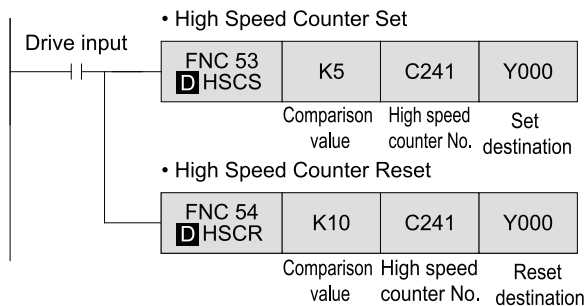 • High Speed Counter Set
Drive input
FNC 53
D HSCS
K5
C241
Y000
Comparison value
High speed counter No.
Set destination
• High Speed Counter Reset
FNC 54
D HSCR
K10
C241
Y000
Comparison value
High speed counter No.
Reset destination